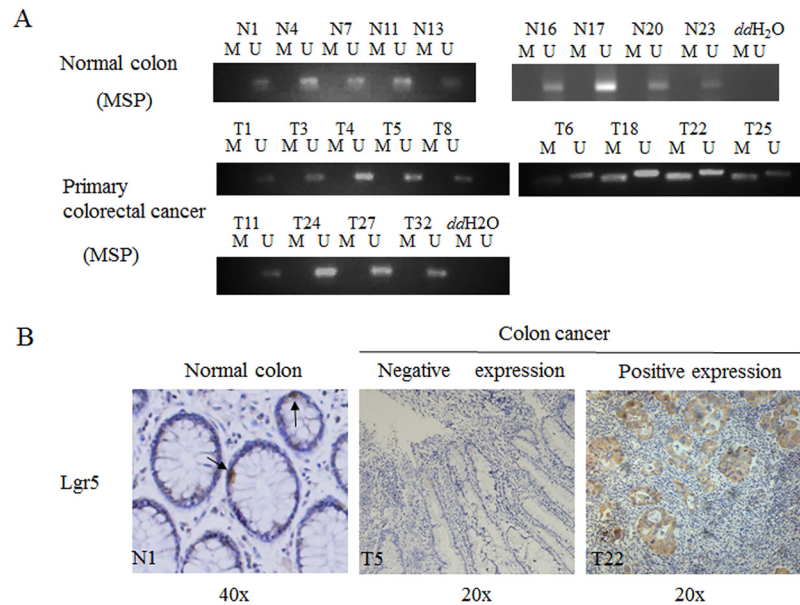 A
N1 N4 N7 N11 N13
M U M U M U M U M U
N16 N17 N20 N23 ddH₂O
M U M U M U M U M U
Normal colon
(MSP)
T1 T3 T4 T5 T8
M U M U M U M U M U
T6 T18 T22 T25
M U M U M U M U
Primary
colorectal cancer
(MSP)
T11 T24 T27 T32 ddH2O
M U M U M U M U M U
B
Colon cancer
Normal colon
Negative expression
Positive expression
Lgr5
N1
T5
T22
40x
20x
20x